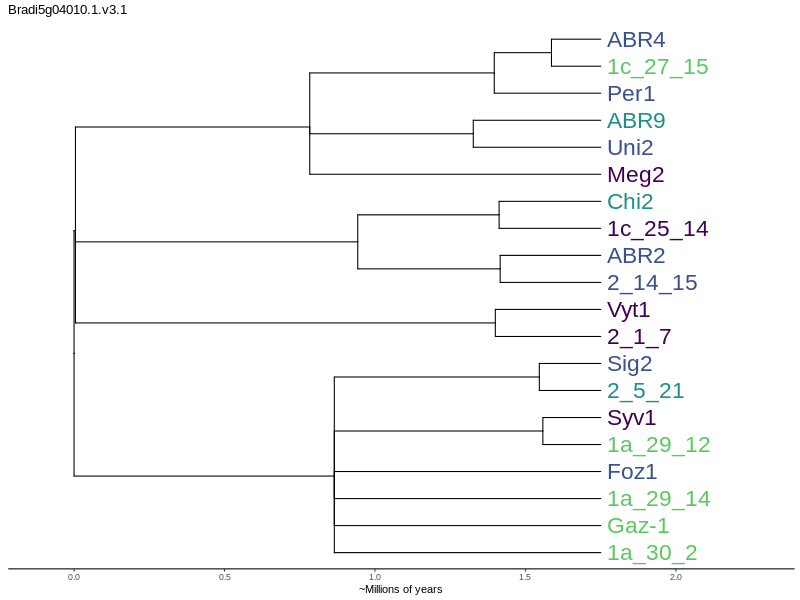 Bradi5g04010.1.v3.1
ABR4
1c_27_15
Per1
ABR9
Uni2
Meg2
Chi2
1c_25_14
ABR2
2_14_15
Vyt1
2_1_7
Sig2
2_5_21
Syv1
1a_29_12
Foz1
1a_29_14
Gaz-1
1a_30_2
0.0 0.5 1.0 1.5 2.0
~Millions of years